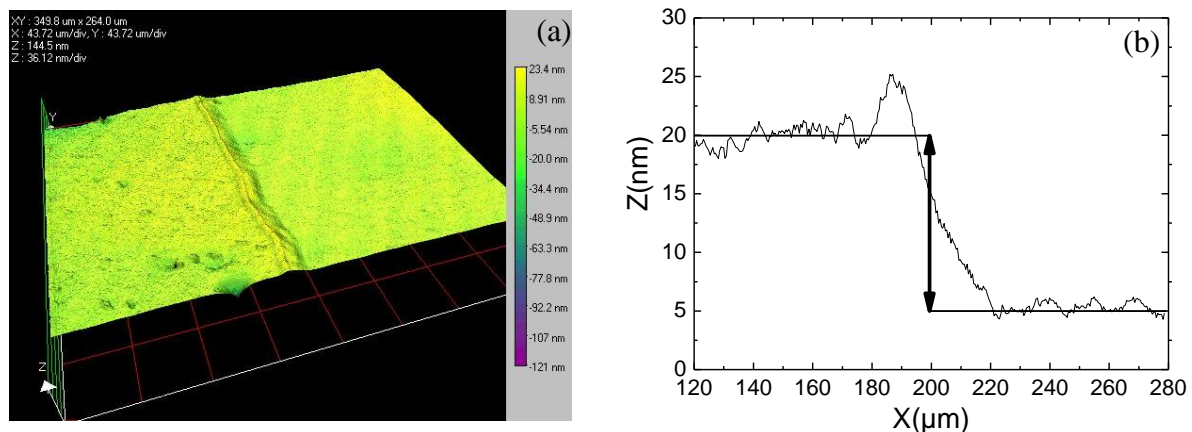 XY : 349.8 um x 264.0 um
X : 43.72 um/div, Y : 43.72 um/div
Z : 144.5 nm
Z : 36.12 nm/div
(a)
23.4 nm
8.91 nm
-5.54 nm
-20.0 nm
-34.4 nm
-48.9 nm
-63.3 nm
-77.8 nm
-92.2 nm
-107 nm
-121 nm
Y
Z
(b)
30
25
20
15
10
5
0
Z(nm)
120 140 160 180 200 220 240 260 280
X(μm)